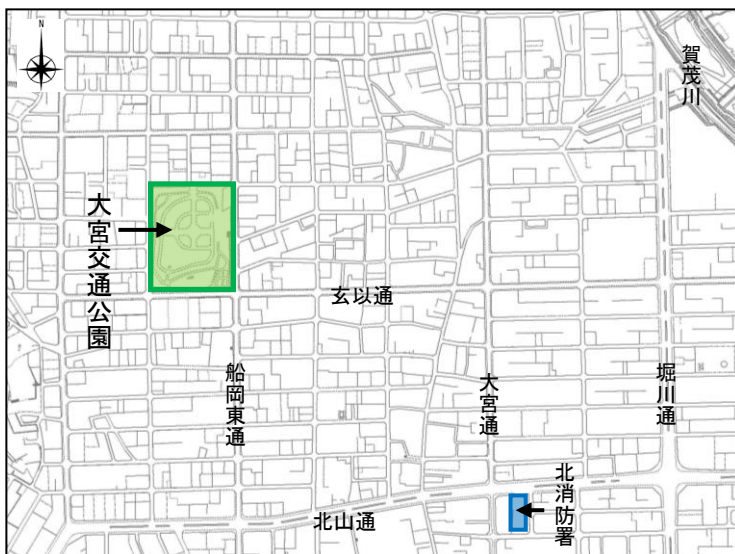 N
賀茂川
大宮交通公園
玄以通
船岡東通
大宮通
堀川通
北消防署
北山通